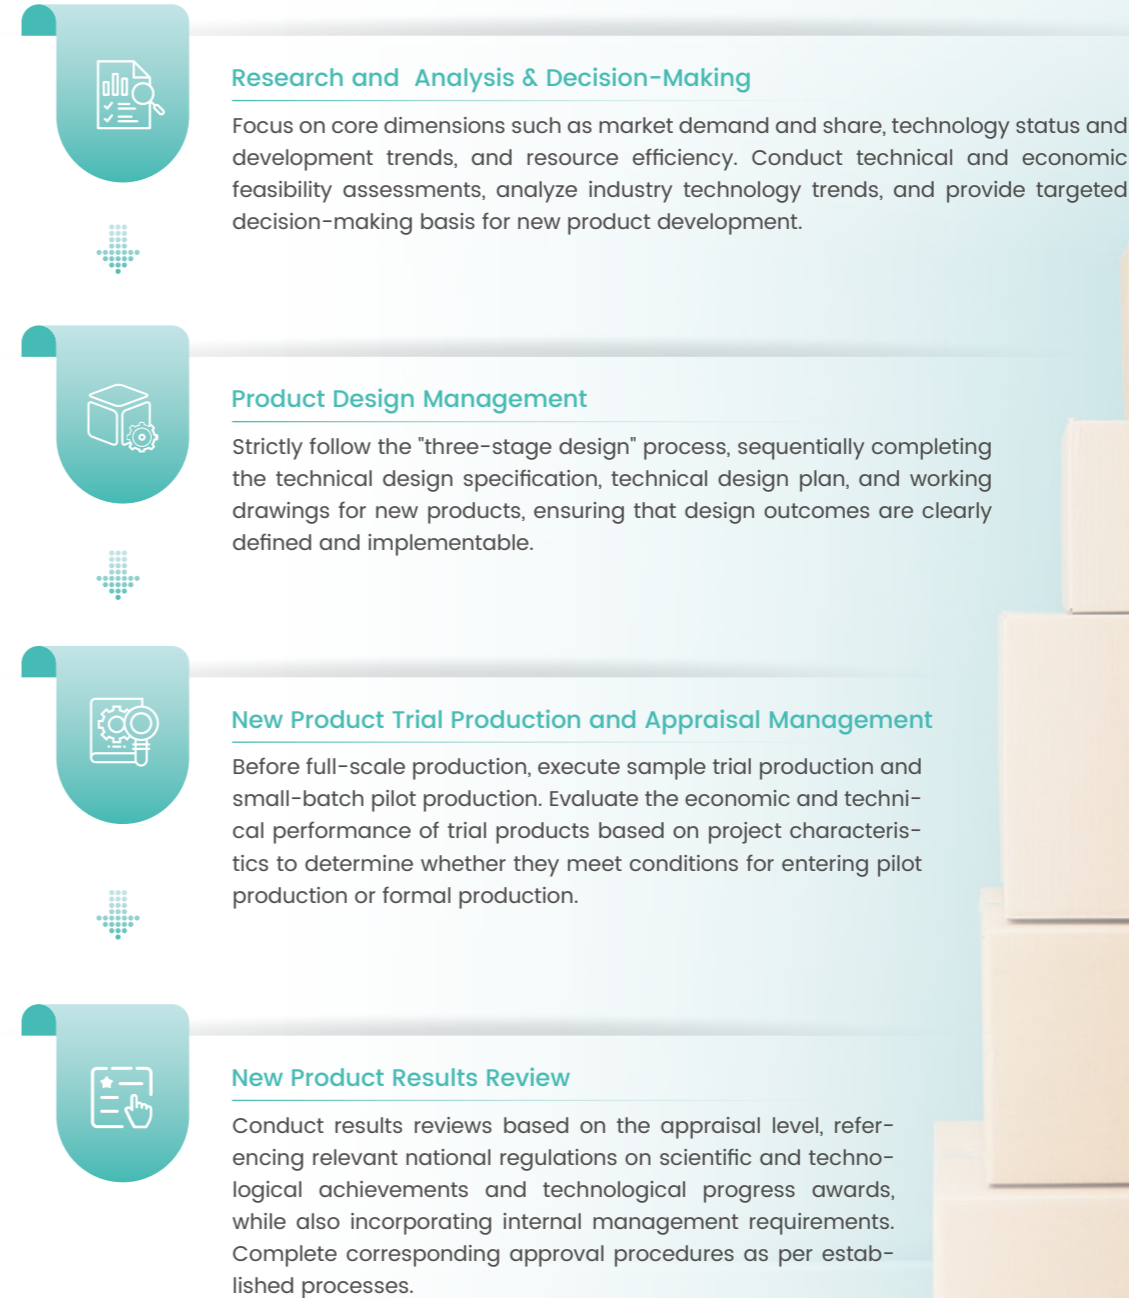 Research and  Analysis & Decision-Making
Focus on core dimensions such as market demand and share, technology status and
development trends, and resource efficiency. Conduct technical and economic
feasibility assessments, analyze industry technology trends, and provide targeted
decision-making basis for new product development.
Product Design Management
Strictly follow the "three-stage design" process, sequentially completing
the technical design specification, technical design plan, and working
drawings for new products, ensuring that design outcomes are clearly
defined and implementable.
New Product Trial Production and Appraisal Management
Before full-scale production, execute sample trial production and
small-batch pilot production. Evaluate the economic and techni-
cal performance of trial products based on project characteris-
tics to determine whether they meet conditions for entering pilot
production or formal production.
New Product Results Review
Conduct results reviews based on the appraisal level, refer-
encing relevant national regulations on scientific and techno-
logical achievements and technological progress awards,
while also incorporating internal management requirements.
Complete corresponding approval procedures as per estab-
lished processes.